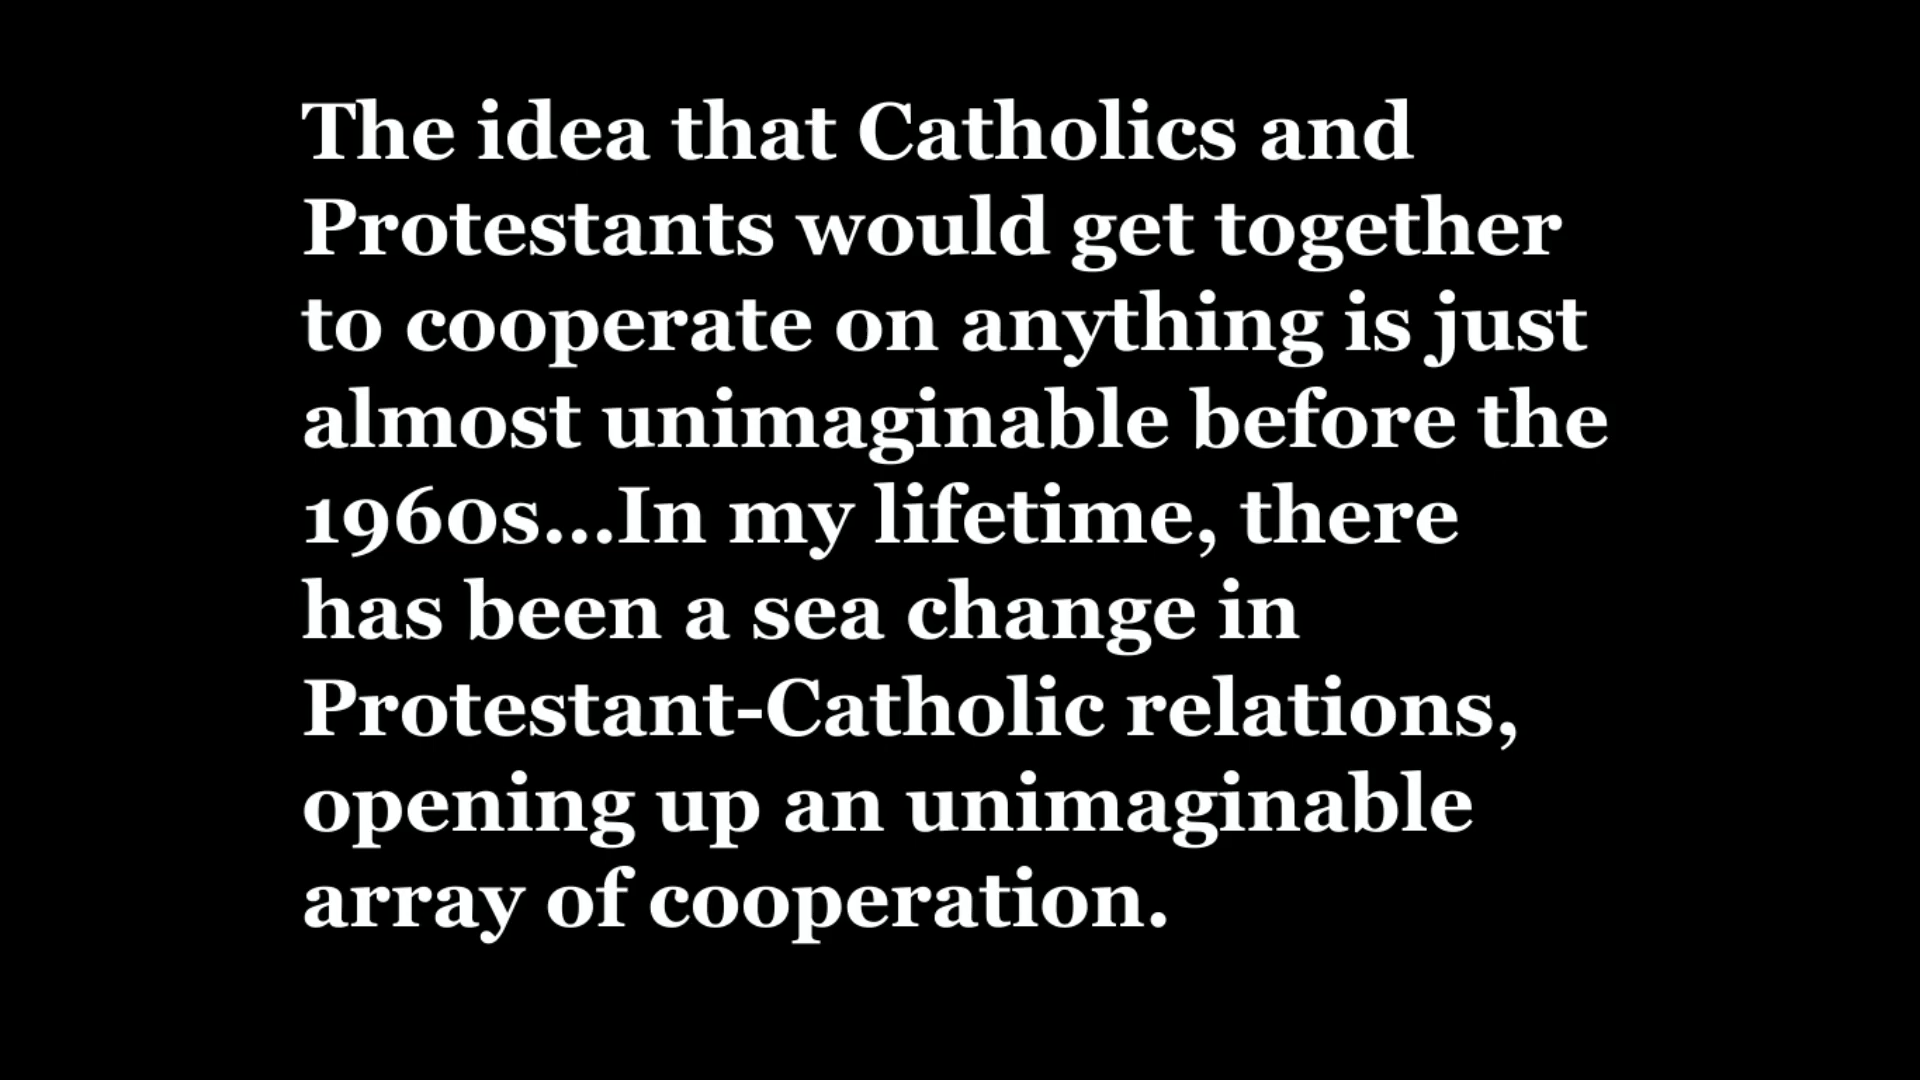 The idea that Catholics and
Protestants would get together
to cooperate on anything is just
almost unimaginable before the
1960s...In my lifetime, there
has been a sea change in
Protestant-Catholic relations,
opening up an unimaginable
array of cooperation.